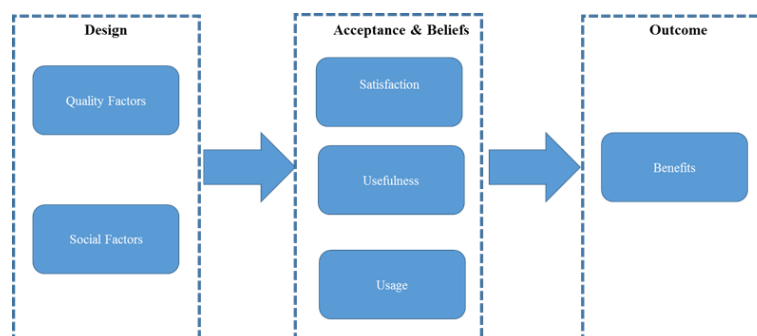 Design
Quality Factors
Social Factors
Acceptance & Beliefs
Satisfaction
Usefulness
Usage
Outcome
Benefits